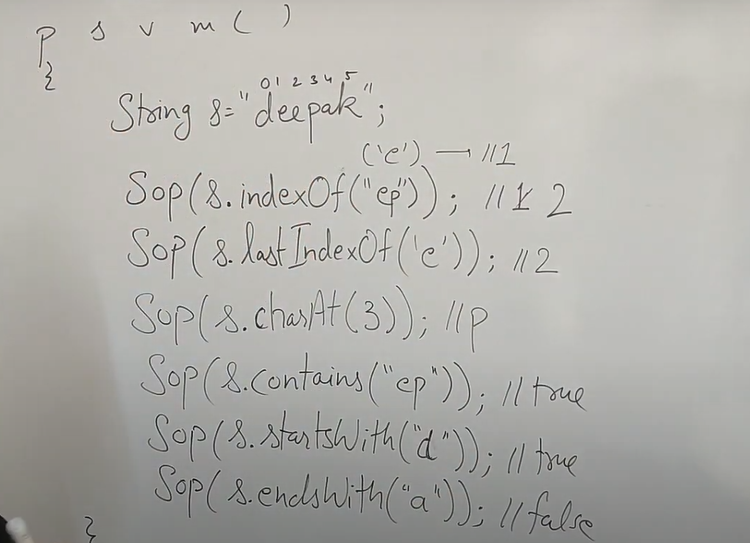 p s v m ( )
{
0 1 2 3 4 5
String s="deepak";
('e') — //1
Sop(s.indexOf("ep")); //1 2
Sop(s.lastIndexOf('e')); //2
Sop(s.charAt(3)); //p
Sop(s.contains("ep")); //true
Sop(s.startsWith("d")); //true
Sop(s.endsWith("a")); //false
}